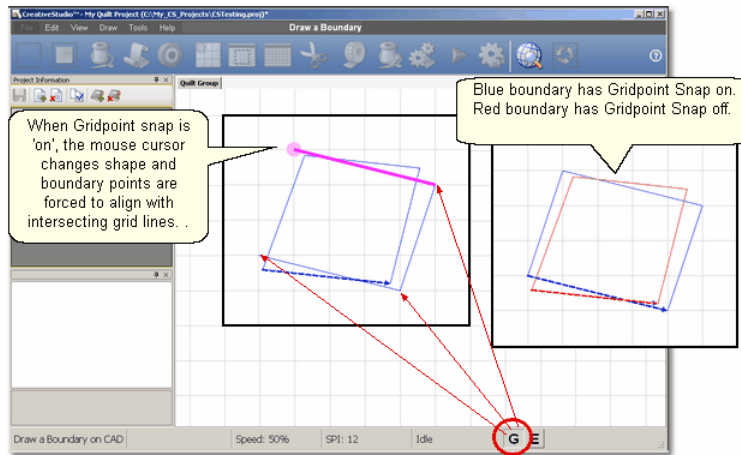 CreativeStudio™ - My Quilt Project (C:\My_CS_Projects\CSTesting.proj)*
File Edit View Draw Tools Help Draw a Boundary
Project Information
Quilt Group
When Gridpoint snap is
'on', the mouse cursor
changes shape and
boundary points are
forced to align with
intersecting grid lines. .
Blue boundary has Gridpoint Snap on.
Red boundary has Gridpoint Snap off.
Draw a Boundary on CAD Speed: 50% SPI: 12 Idle G E